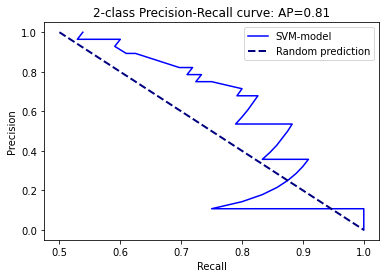 2-class Precision-Recall curve: AP=0.81
SVM-model
Random prediction
Precision
1.0
0.8
0.6
0.4
0.2
0.0
0.5 0.6 0.7 0.8 0.9 1.0
Recall